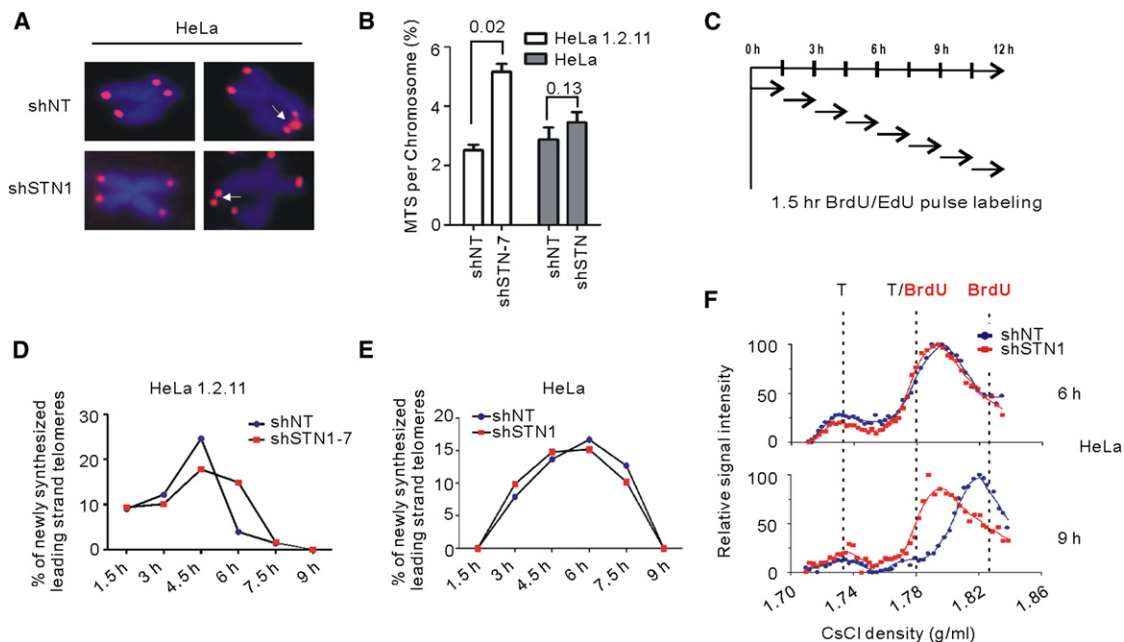 A
HeLa
shNT
shSTN1
B
MTS per Chromosome (%)
6
4
2
0
0.02
0.13
HeLa 1.2.11
HeLa
shNT
shSTN-7
shNT
shSTN
C
0 h 3 h 6 h 9 h 12 h
1.5 hr BrdU/EdU pulse labeling
D
HeLa 1.2.11
% of newly synthesized
leading strand telomeres
30
20
10
0
shNT
shSTN1-7
1.5 h 3 h 4.5 h 6 h 7.5 h 9 h
E
HeLa
% of newly synthesized
leading strand telomeres
20
15
10
5
0
shNT
shSTN1
1.5 h 3 h 4.5 h 6 h 7.5 h 9 h
F
T T/BrdU BrdU
shNT
shSTN1
Relative signal intensity
100
50
0
6 h
HeLa
100
50
0
9 h
1.70 1.74 1.78 1.82 1.86
CsCl density (g/ml)